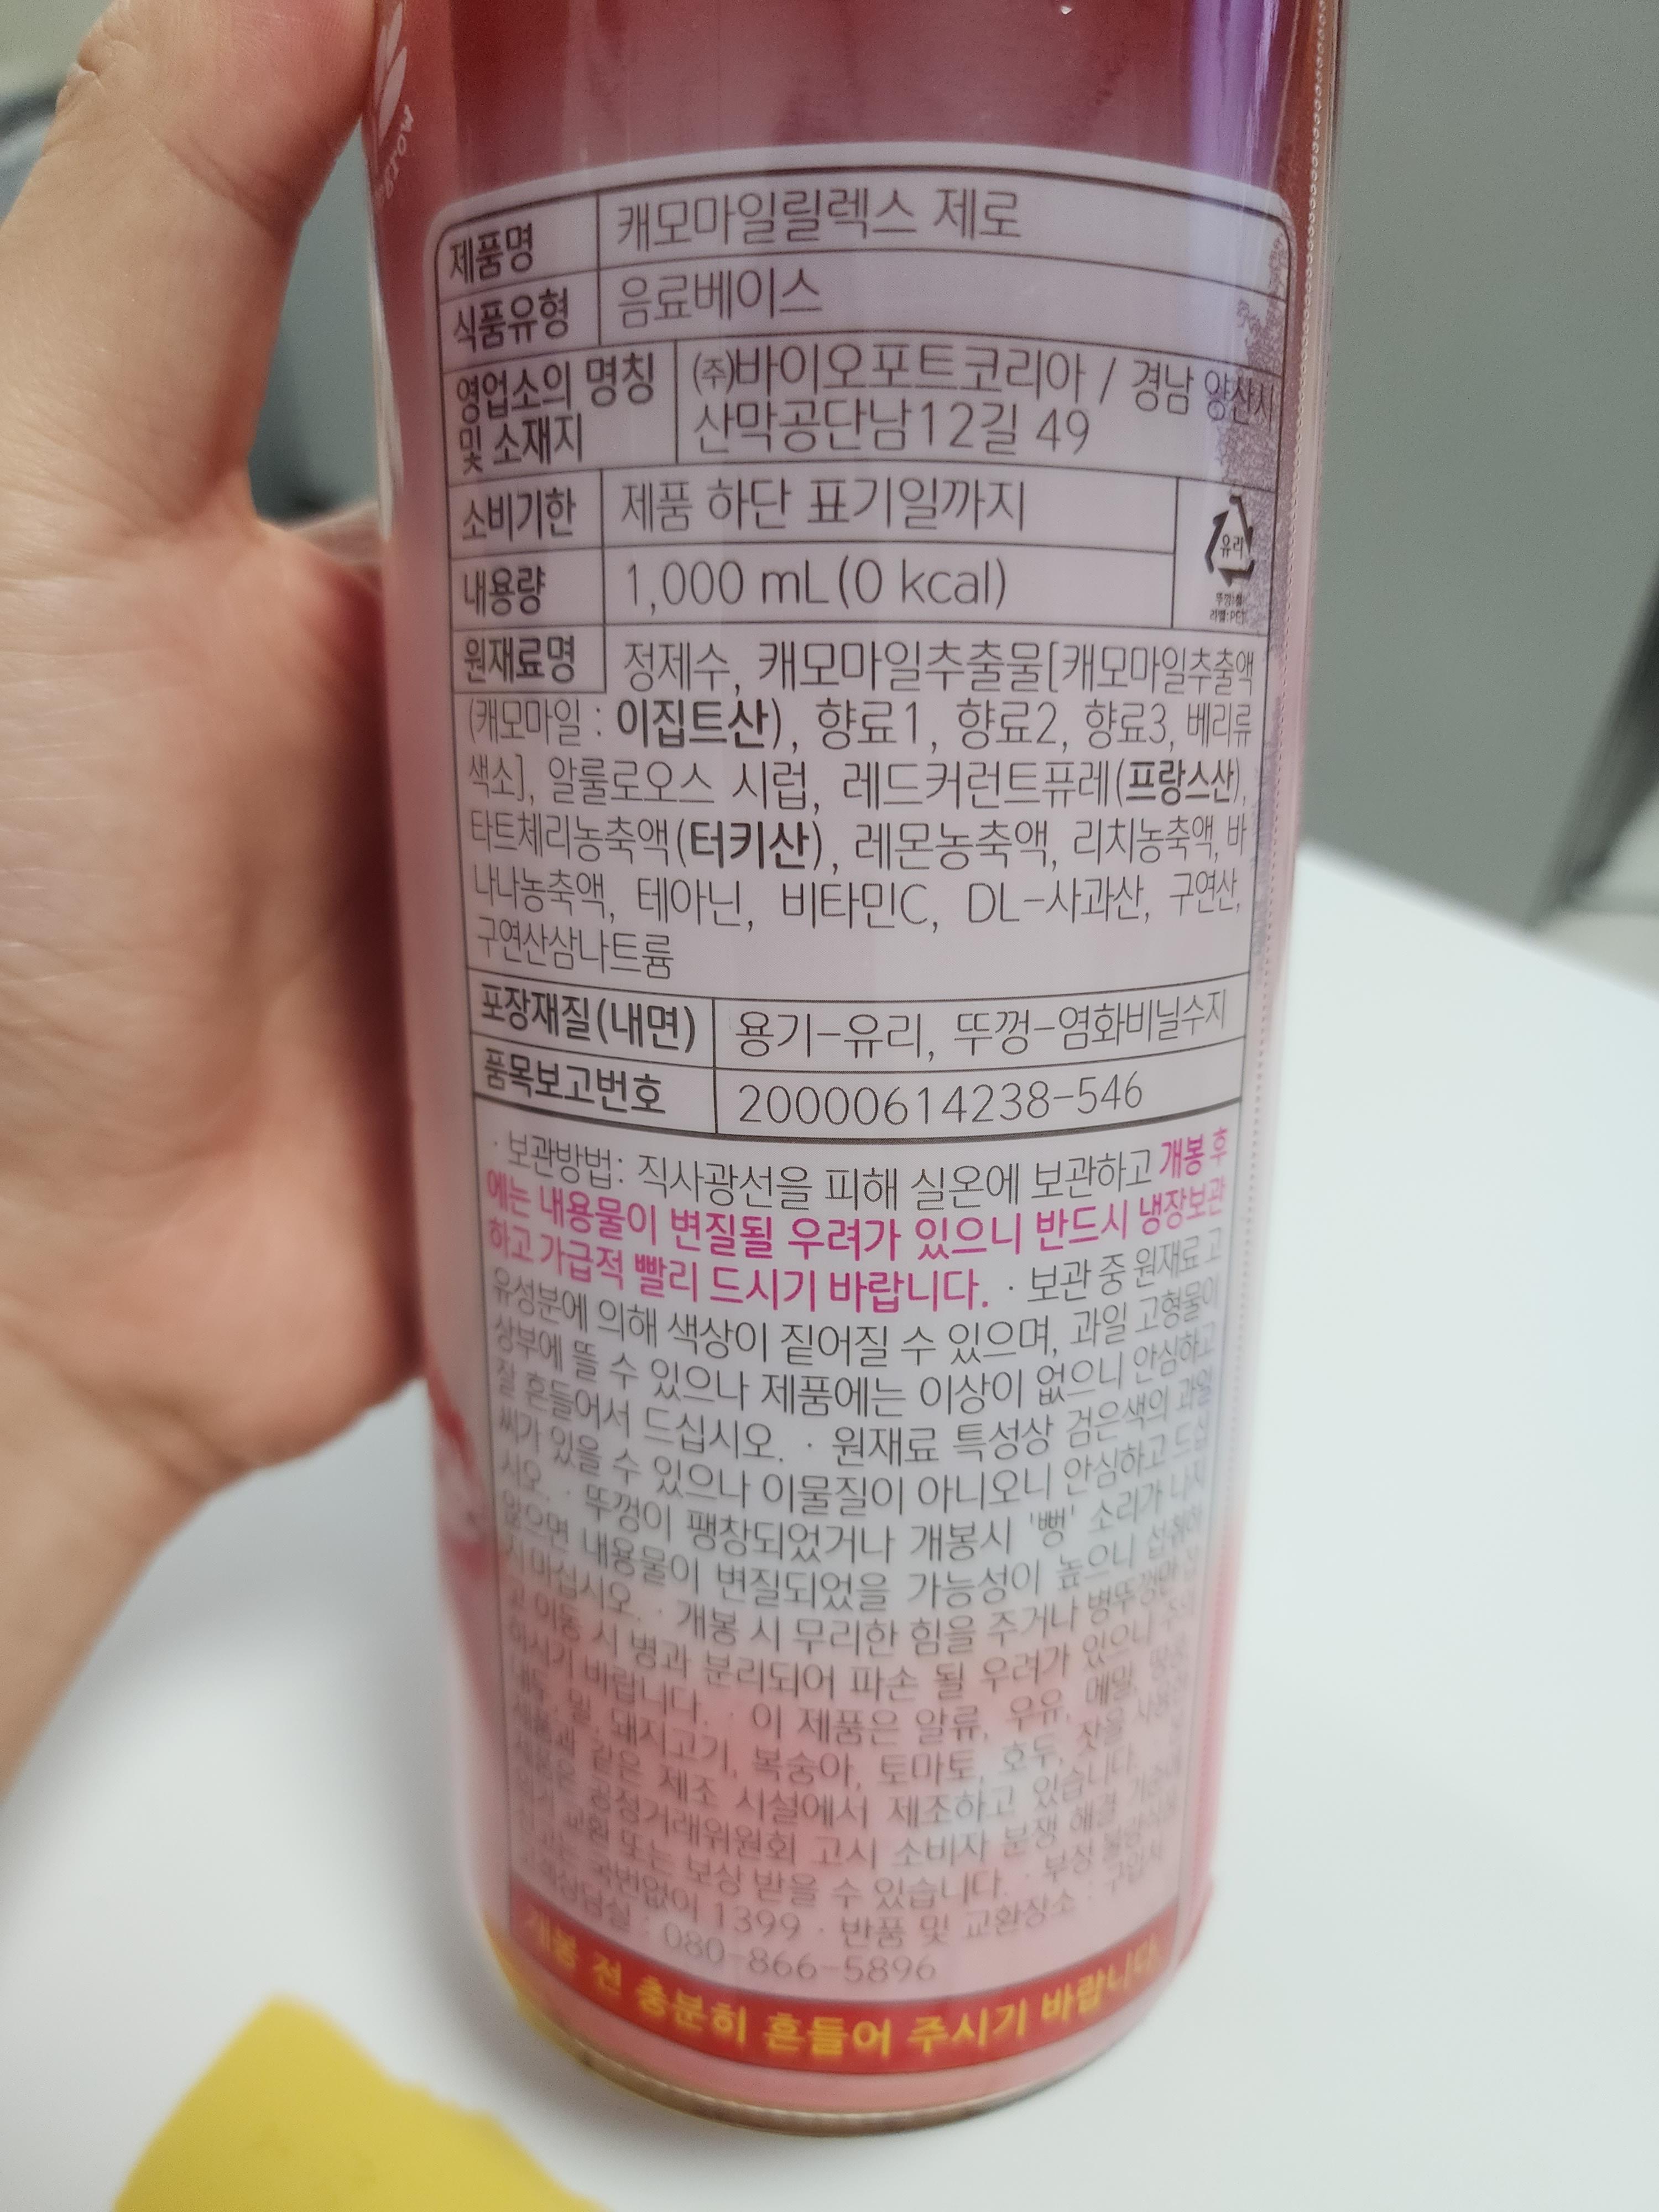 제품명 캐모마일릴렉스 제로
식품유형 음료베이스
영업소의 명칭 및 소재지 ㈜바이오포트코리아 / 경남 양산시
산막공단남12길 49
소비기한 제품 하단 표기일까지
유리
내용량 1,000 mL(0 kcal)
원재료명 정제수, 캐모마일추출물[캐모마일추출액
(캐모마일 : 이집트산), 향료1, 향료2, 향료3, 베리류
색소], 알룰로오스 시럽, 레드커런트퓨레(프랑스산),
타트체리농축액(터키산), 레몬농축액, 리치농축액, 바
나나농축액, 테아닌, 비타민C, DL-사과산, 구연산,
구연산삼나트륨
포장재질(내면) 용기-유리, 뚜껑-염화비닐수지
품목보고번호 20000614238-546
· 보관방법: 직사광선을 피해 실온에 보관하고 개봉 후
에는 내용물이 변질될 우려가 있으니 반드시 냉장보관
하고 가급적 빨리 드시기 바랍니다. · 보관 중 원재료 고
유성분에 의해 색상이 짙어질 수 있으며, 과일 고형물이
상부에 뜰 수 있으나 제품에는 이상이 없으니 안심하고
잘 흔들어서 드십시오. · 원재료 특성상 검은색의 과일
씨가 있을 수 있으나 이물질이 아니오니 안심하고 드십
시오. · 뚜껑이 팽창되었거나 개봉시 '뻥' 소리가 나지
않으면 내용물이 변질되었을 가능성이 높으니 섭취하
지 마십시오. · 개봉 시 무리한 힘을 주거나 병뚜껑만 잡
고 이동 시 병과 분리되어 파손 될 우려가 있으니 주의
하시기 바랍니다. · 이 제품은 알류, 우유, 메밀, 땅콩,
대두, 밀, 돼지고기, 복숭아, 토마토, 호두, 잣을 사용한
제품과 같은 제조 시설에서 제조하고 있습니다.
제품은 공정거래위원회 고시 소비자 분쟁 해결 기준에
교환 또는 보상 받을 수 있습니다. · 부정 불량식품
신고는 국번없이 1399 · 반품 및 교환장소 : 구입처
고객상담실 : 080-866-5896
개봉 전 충분히 흔들어 주시기 바랍니다.